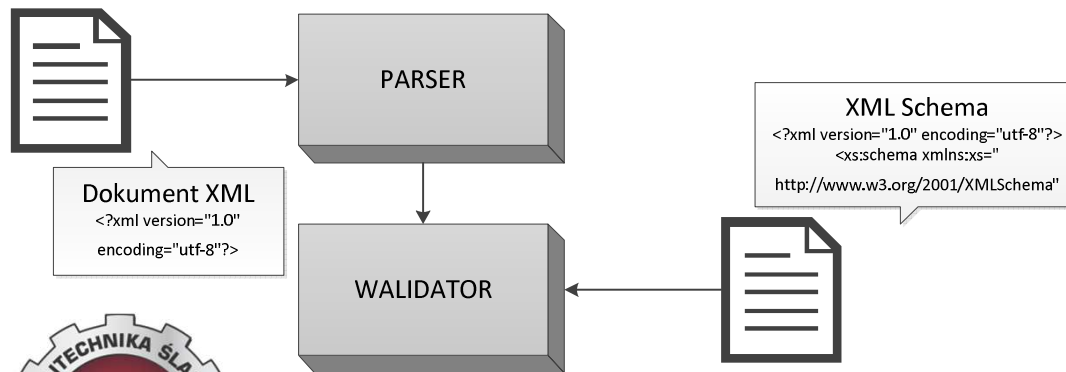 PARSER
XML Schema
<?xml version="1.0" encoding="utf-8"?>
<xs:schema xmlns:xs="
http://www.w3.org/2001/XMLSchema"
Dokument XML
<?xml version="1.0"
encoding="utf-8"?>
WALIDATOR
ITECHNIKA ŚLĄ